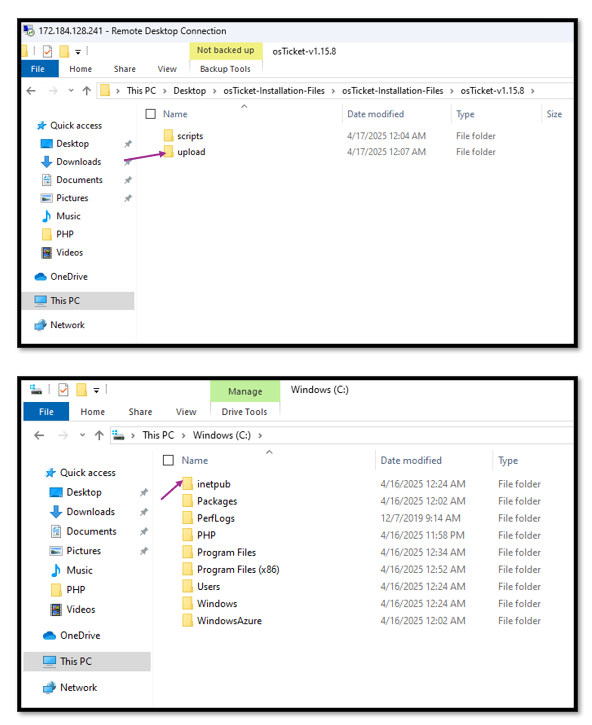 172.184.128.241 - Remote Desktop Connection
Not backed up osTicket-v1.15.8
File Home Share View Backup Tools
This PC > Desktop > osTicket-Installation-Files > osTicket-Installation-Files > osTicket-v1.15.8 >
Name Date modified Type Size
Quick access
scripts 4/17/2025 12:04 AM File folder
Desktop
upload 4/17/2025 12:07 AM File folder
Downloads
Documents
Pictures
Music
PHP
Videos
OneDrive
This PC
Network
Manage Windows (C:)
File Home Share View Drive Tools
This PC > Windows (C:) >
Name Date modified Type
Quick access
inetpub 4/16/2025 12:24 AM File folder
Desktop
Packages 4/16/2025 12:02 AM File folder
Downloads
PerfLogs 12/7/2019 9:14 AM File folder
Documents
PHP 4/16/2025 11:58 PM File folder
Pictures
Program Files 4/16/2025 12:34 AM File folder
Music
Program Files (x86) 4/16/2025 12:52 AM File folder
PHP
Users 4/16/2025 12:24 AM File folder
Videos
Windows 4/16/2025 12:24 AM File folder
WindowsAzure 4/16/2025 12:02 AM File folder
OneDrive
This PC
Network